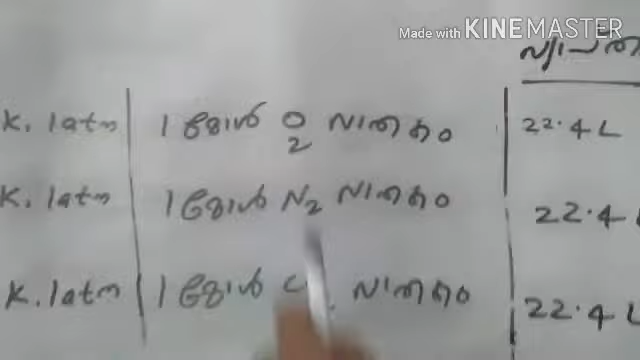 Made with KINEMASTER
വ്യാപ്തം
K. 1atm 1 മോൾ O2 വാതകം 22.4 L
K. 1atm 1 മോൾ N2 വാതകം 22.4 L
K. 1atm 1 മോൾ വാതകം 22.4 L